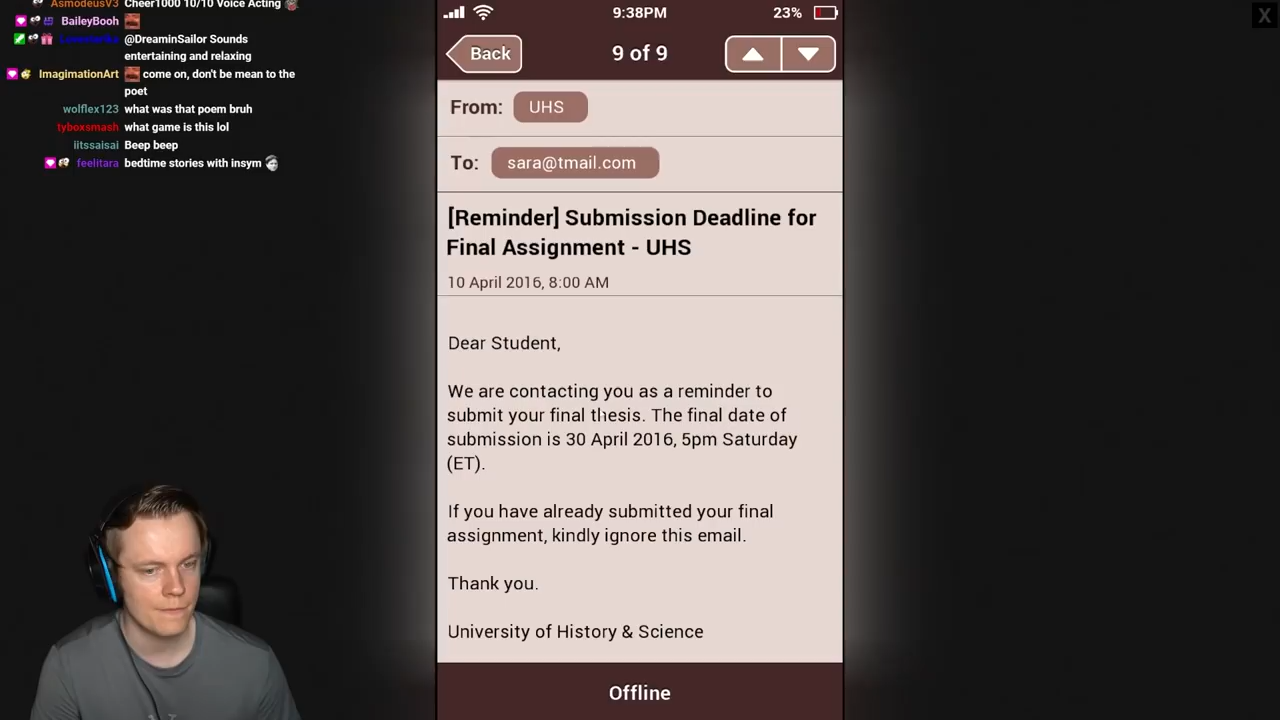 AsmodeusV3 Cheer1000 10/10 Voice Acting
BaileyBooh
@DreaminSailor Sounds
entertaining and relaxing
ImagimationArt come on, don't be mean to the
poet
wolflex123 what was that poem bruh
tyboxsmash what game is this lol
iitssaisai Beep beep
feelitara bedtime stories with insym
9:38PM
23%
X
Back
9 of 9
From: UHS
To: sara@tmail.com
[Reminder] Submission Deadline for
Final Assignment - UHS
10 April 2016, 8:00 AM
Dear Student,
We are contacting you as a reminder to
submit your final thesis. The final date of
submission is 30 April 2016, 5pm Saturday
(ET).
If you have already submitted your final
assignment, kindly ignore this email.
Thank you.
University of History & Science
Offline